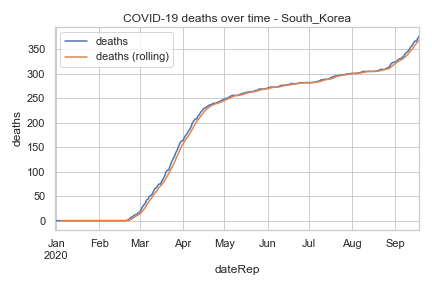 COVID-19 deaths over time - South_Korea
deaths
deaths (rolling)
350
300
250
200
150
100
50
0
deaths
Jan Feb Mar Apr May Jun Jul Aug Sep
2020
dateRep